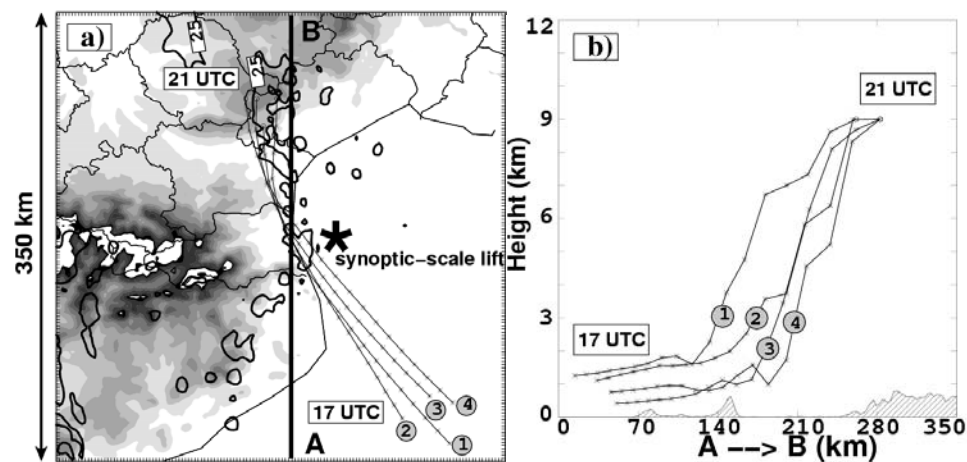 a)
25
B
21 UTC
25
350 km
*
synoptic-scale lift
17 UTC
3
4
2
1
A
b)
12
21 UTC
9
Height (km)
6
3
1
2
3
4
17 UTC
0
0 70 140 210 280 350
A --> B (km)